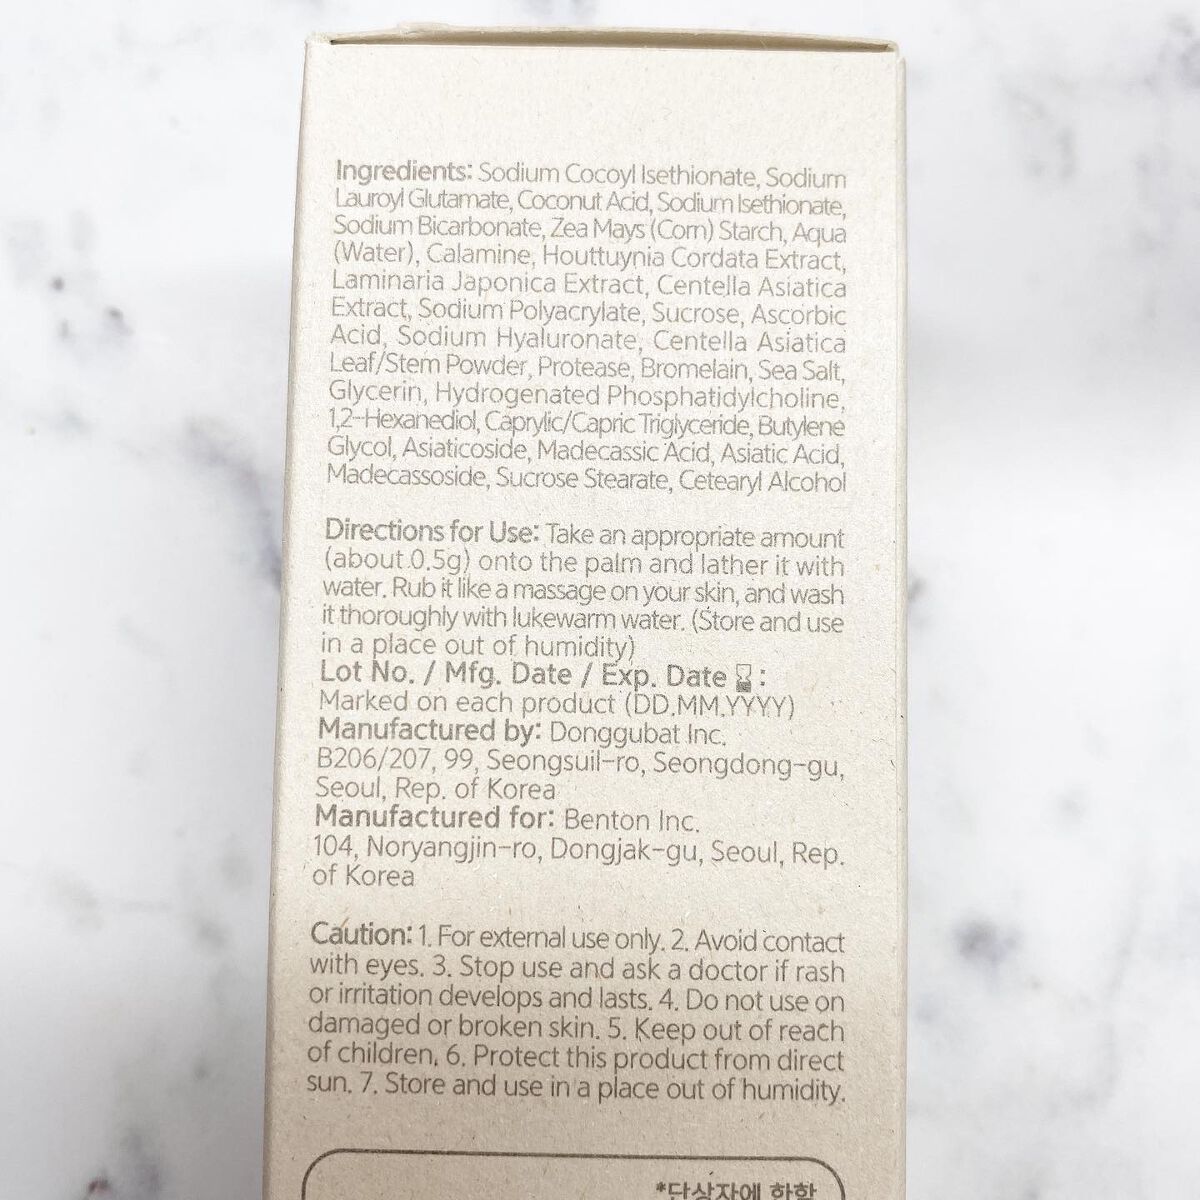 Ingredients: Sodium Cocoyl Isethionate, Sodium
Lauroyl Glutamate, Coconut Acid, Sodium Isethionate,
Sodium Bicarbonate, Zea Mays (Corn) Starch, Aqua
(Water), Calamine, Houttuynia Cordata Extract,
Laminaria Japonica Extract, Centella Asiatica
Extract, Sodium Polyacrylate, Sucrose, Ascorbic
Acid, Sodium Hyaluronate, Centella Asiatica
Leaf/Stem Powder, Protease, Bromelain, Sea Salt,
Glycerin, Hydrogenated Phosphatidylcholine,
1,2-Hexanediol, Caprylic/Capric Triglyceride, Butylene
Glycol, Asiaticoside, Madecassic Acid, Asiatic Acid,
Madecassoside, Sucrose Stearate, Cetearyl Alcohol
Directions for Use: Take an appropriate amount
(about 0.5g) onto the palm and lather it with
water. Rub it like a massage on your skin, and wash
it thoroughly with lukewarm water. (Store and use
in a place out of humidity)
Lot No. / Mfg. Date / Exp. Date :
Marked on each product (DD.MM.YYYY)
Manufactured by: Donggubat Inc.
B206/207, 99, Seongsuil-ro, Seongdong-gu,
Seoul, Rep. of Korea
Manufactured for: Benton Inc.
104, Noryangjin-ro, Dongjak-gu, Seoul, Rep.
of Korea
Caution: 1. For external use only. 2. Avoid contact
with eyes. 3. Stop use and ask a doctor if rash
or irritation develops and lasts. 4. Do not use on
damaged or broken skin. 5. Keep out of reach
of children. 6. Protect this product from direct
sun. 7. Store and use in a place out of humidity.
*단상자에